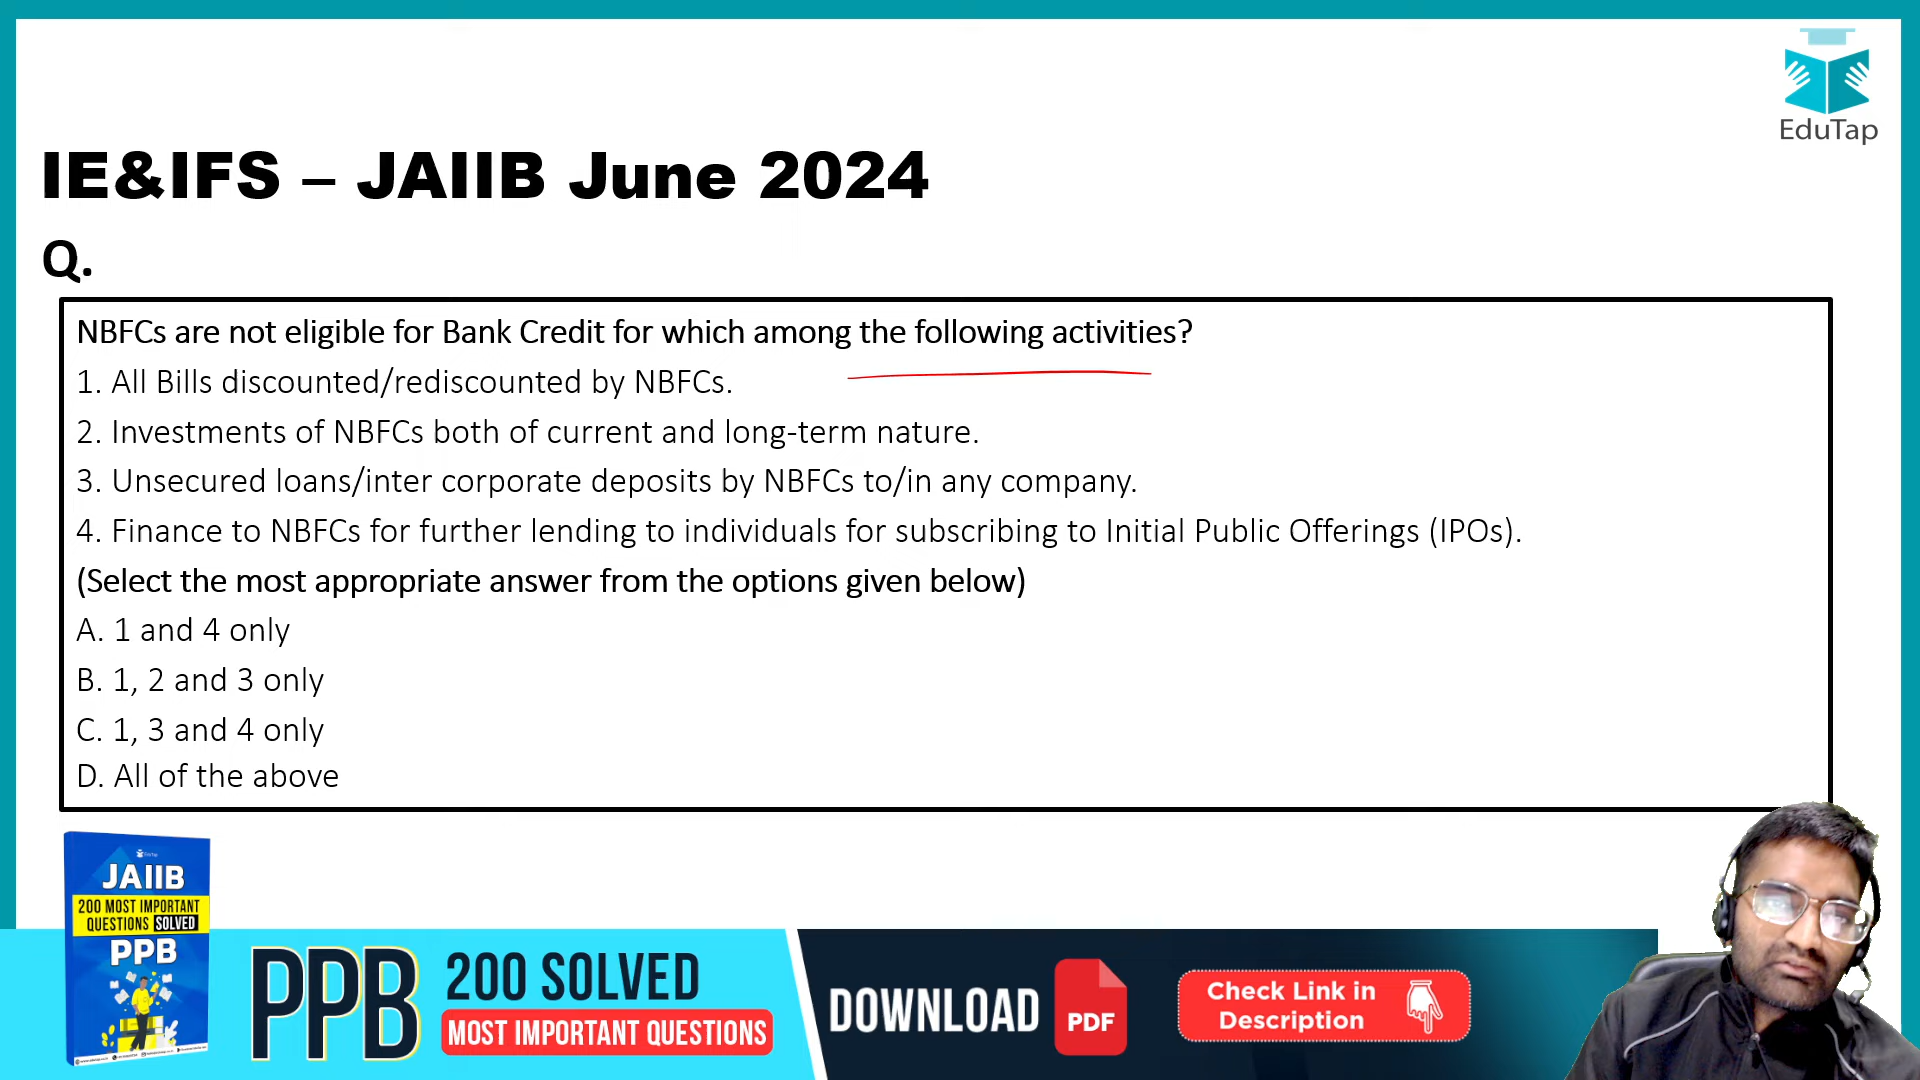 EduTap
IE&IFS – JAIIB June 2024
Q.
NBFCs are not eligible for Bank Credit for which among the following activities?
1. All Bills discounted/rediscounted by NBFCs.
2. Investments of NBFCs both of current and long-term nature.
3. Unsecured loans/inter corporate deposits by NBFCs to/in any company.
4. Finance to NBFCs for further lending to individuals for subscribing to Initial Public Offerings (IPOs).
(Select the most appropriate answer from the options given below)
A. 1 and 4 only
B. 1, 2 and 3 only
C. 1, 3 and 4 only
D. All of the above
JAIIB
200 MOST IMPORTANT
QUESTIONS SOLVED
PPB
PPB
200 SOLVED
MOST IMPORTANT QUESTIONS
DOWNLOAD
PDF
Check Link in
Description